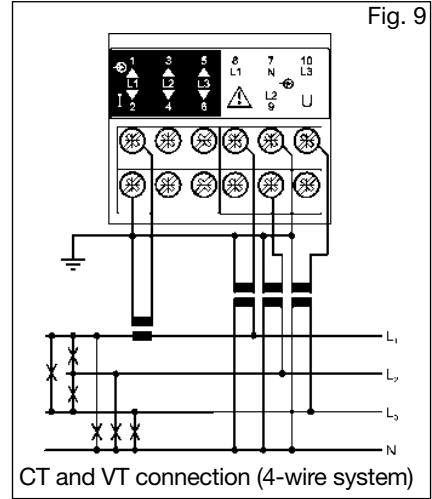 Fig. 9
1 3 5 8 7 10
L1 N L3
L1 L2 L3
L2
I 2 4 6 9 U
L1
L2
L3
N
CT and VT connection (4-wire system)